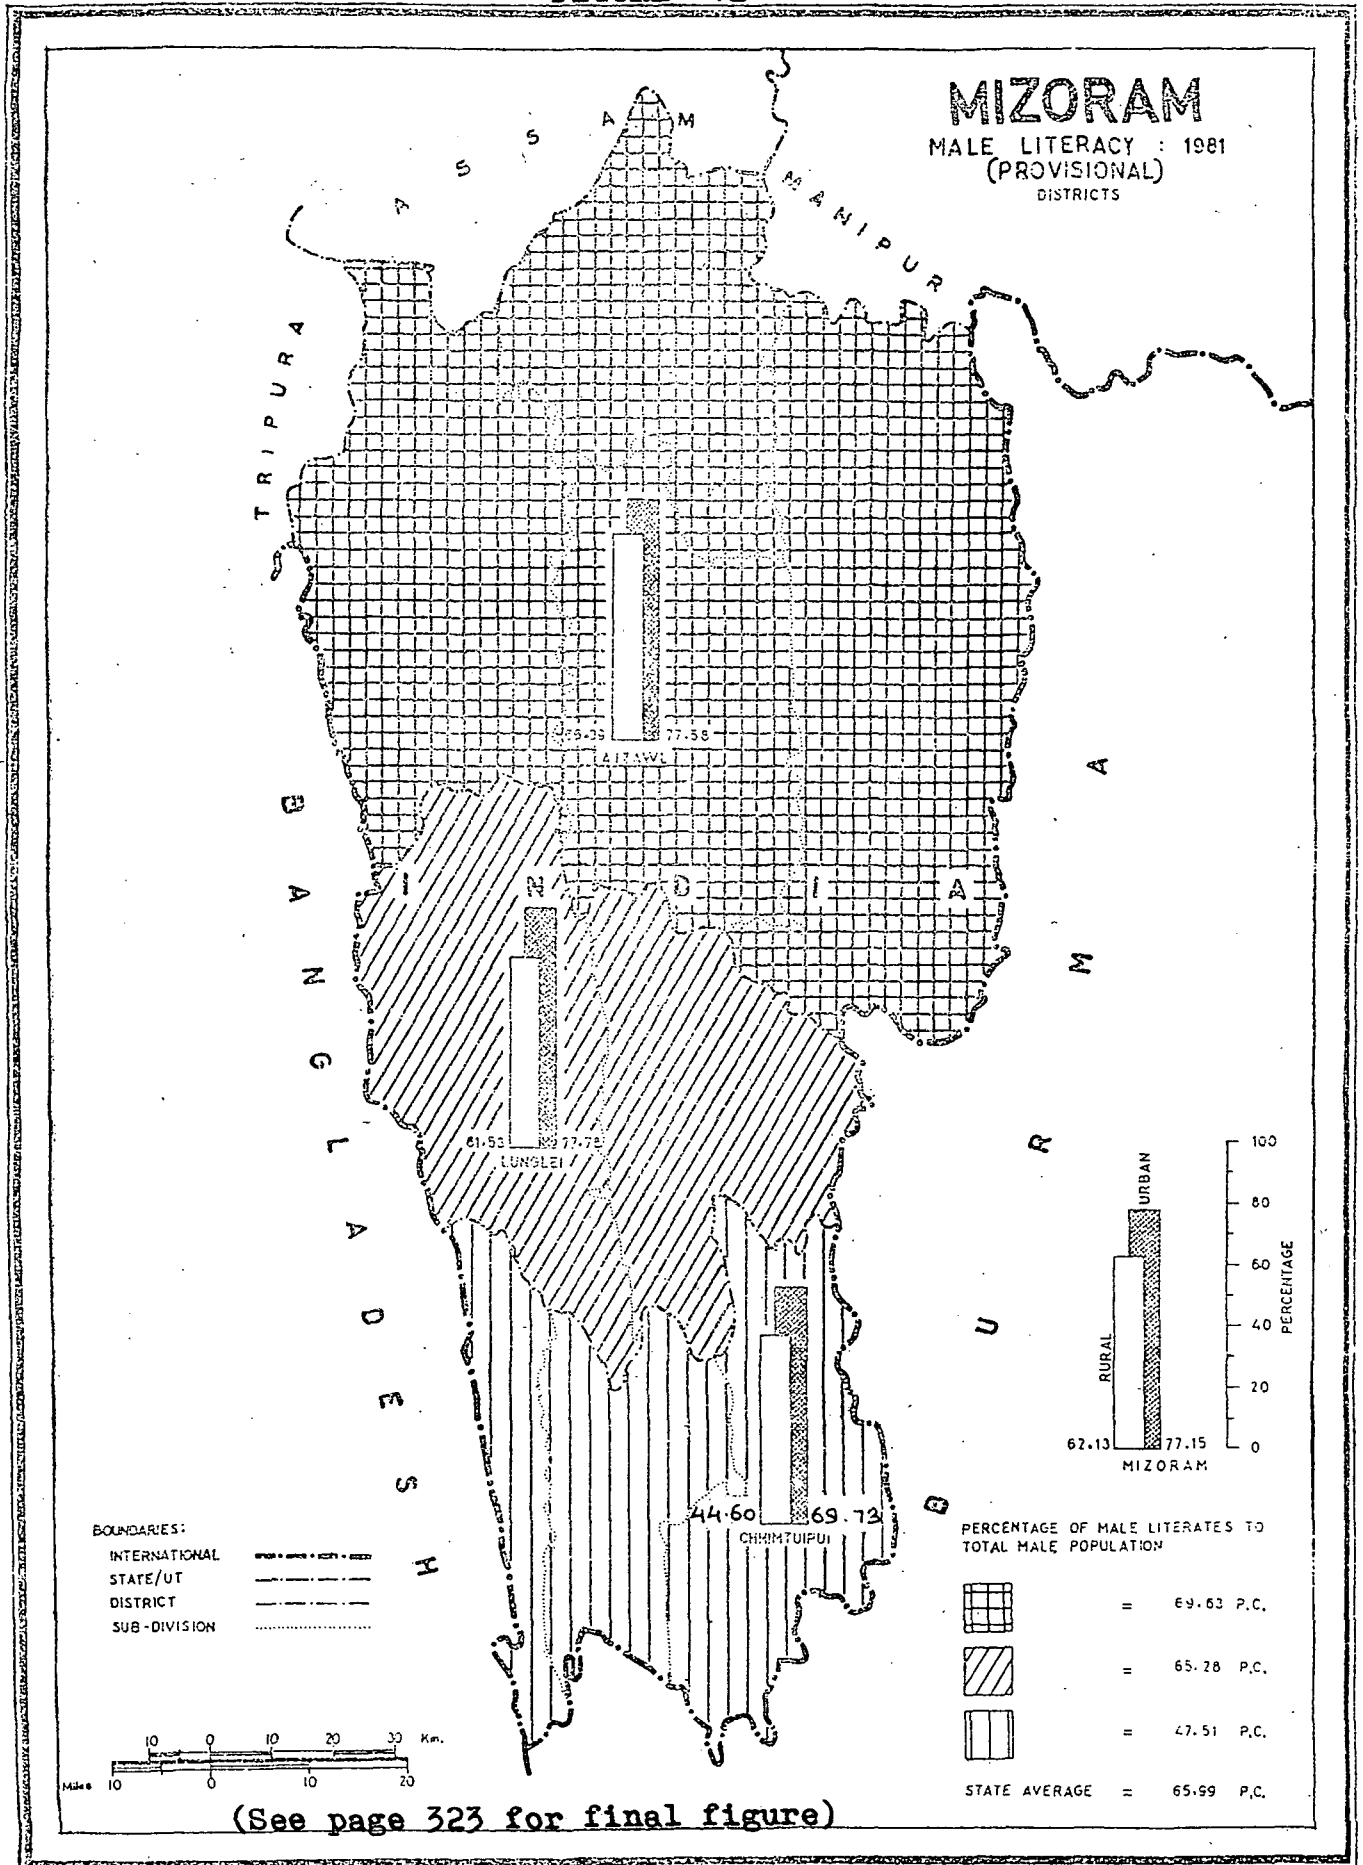 MIZORAM
MALE LITERACY : 1981
(PROVISIONAL)
DISTRICTS
ASSAM
MANIPUR
TRIPURA
BANGLADESH
BURMA
INDIA
77.58
AIZAWL
61.53
LUNGLEI
44.60 69.73
CHHIMTUIPUI
RURAL
URBAN
62.13 77.15
MIZORAM
100
80
60
40
20
0
PERCENTAGE
BOUNDARIES:
INTERNATIONAL
STATE/UT
DISTRICT
SUB-DIVISION
10 0 10 20 30 Km.
Miles 10 0 10 20
PERCENTAGE OF MALE LITERATES TO
TOTAL MALE POPULATION
= 69.63 P.C.
= 65.28 P.C.
= 47.51 P.C.
STATE AVERAGE = 65.99 P.C.
(See page 323 for final figure)